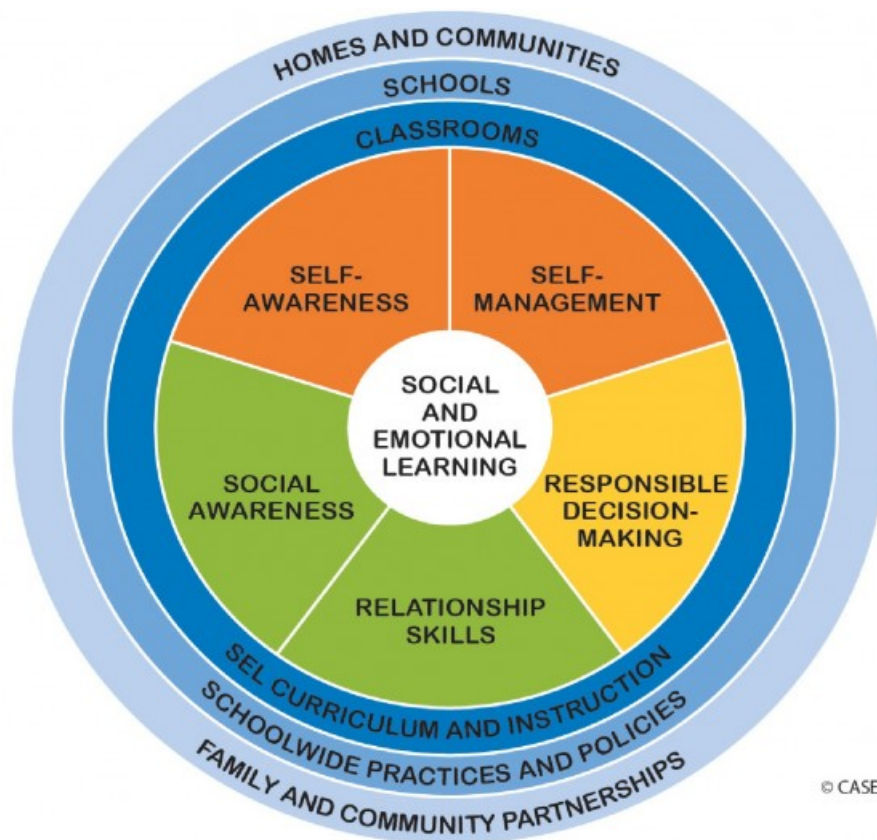 HOMES AND COMMUNITIES
SCHOOLS
CLASSROOMS
SELF-
AWARENESS
SELF-
MANAGEMENT
SOCIAL
AND
EMOTIONAL
LEARNING
SOCIAL
AWARENESS
RESPONSIBLE
DECISION-
MAKING
RELATIONSHIP
SKILLS
SEL CURRICULUM AND INSTRUCTION
SCHOOLWIDE PRACTICES AND POLICIES
FAMILY AND COMMUNITY PARTNERSHIPS
© CASE